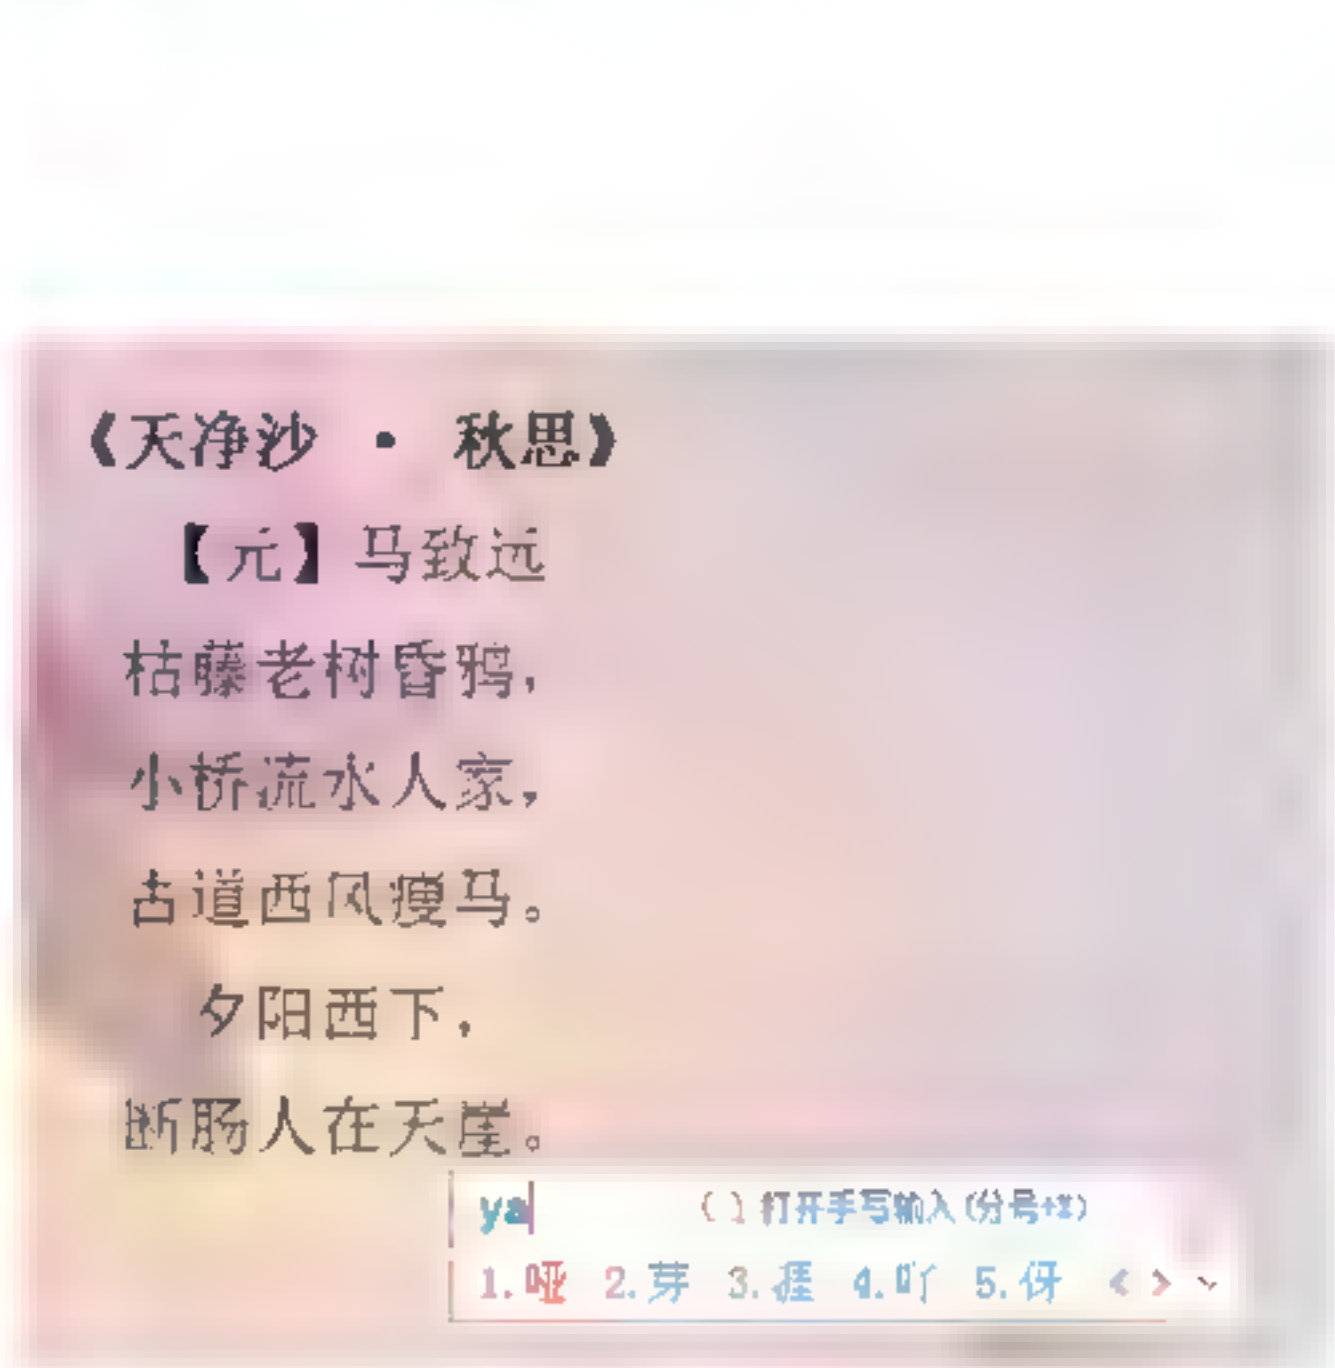 《天净沙 · 秋思》
【元】马致远
枯藤老树昏鸦,
小桥流水人家,
古道西风瘦马。
夕阳西下,
断肠人在天崖。
ya ( ) 打开手写输入(分号+z)
1.哑 2.芽 3.涯 4.吖 5.伢 < >